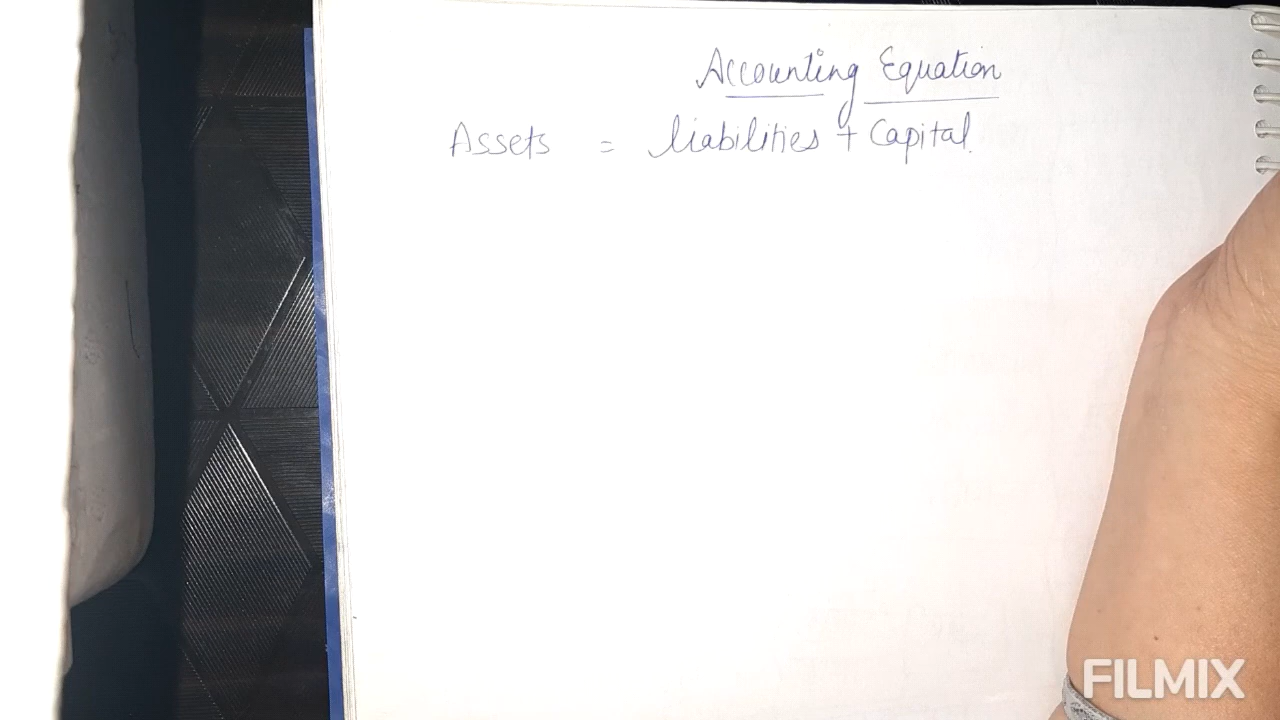 Accounting Equation
Assets = liabilities + Capital.
FILMIX